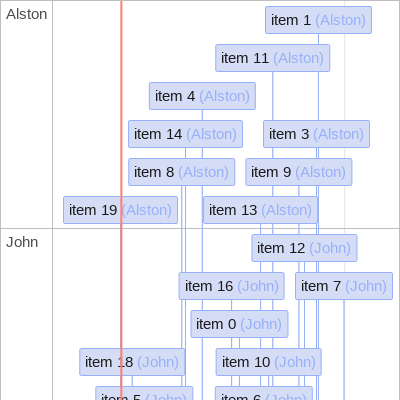 Alston
item 1 (Alston)
item 11 (Alston)
item 4 (Alston)
item 14 (Alston)
item 3 (Alston)
item 8 (Alston)
item 9 (Alston)
item 19 (Alston)
item 13 (Alston)
John
item 12 (John)
item 16 (John)
item 7 (John)
item 0 (John)
item 18 (John)
item 10 (John)
item 5 (John)
item 6 (John)